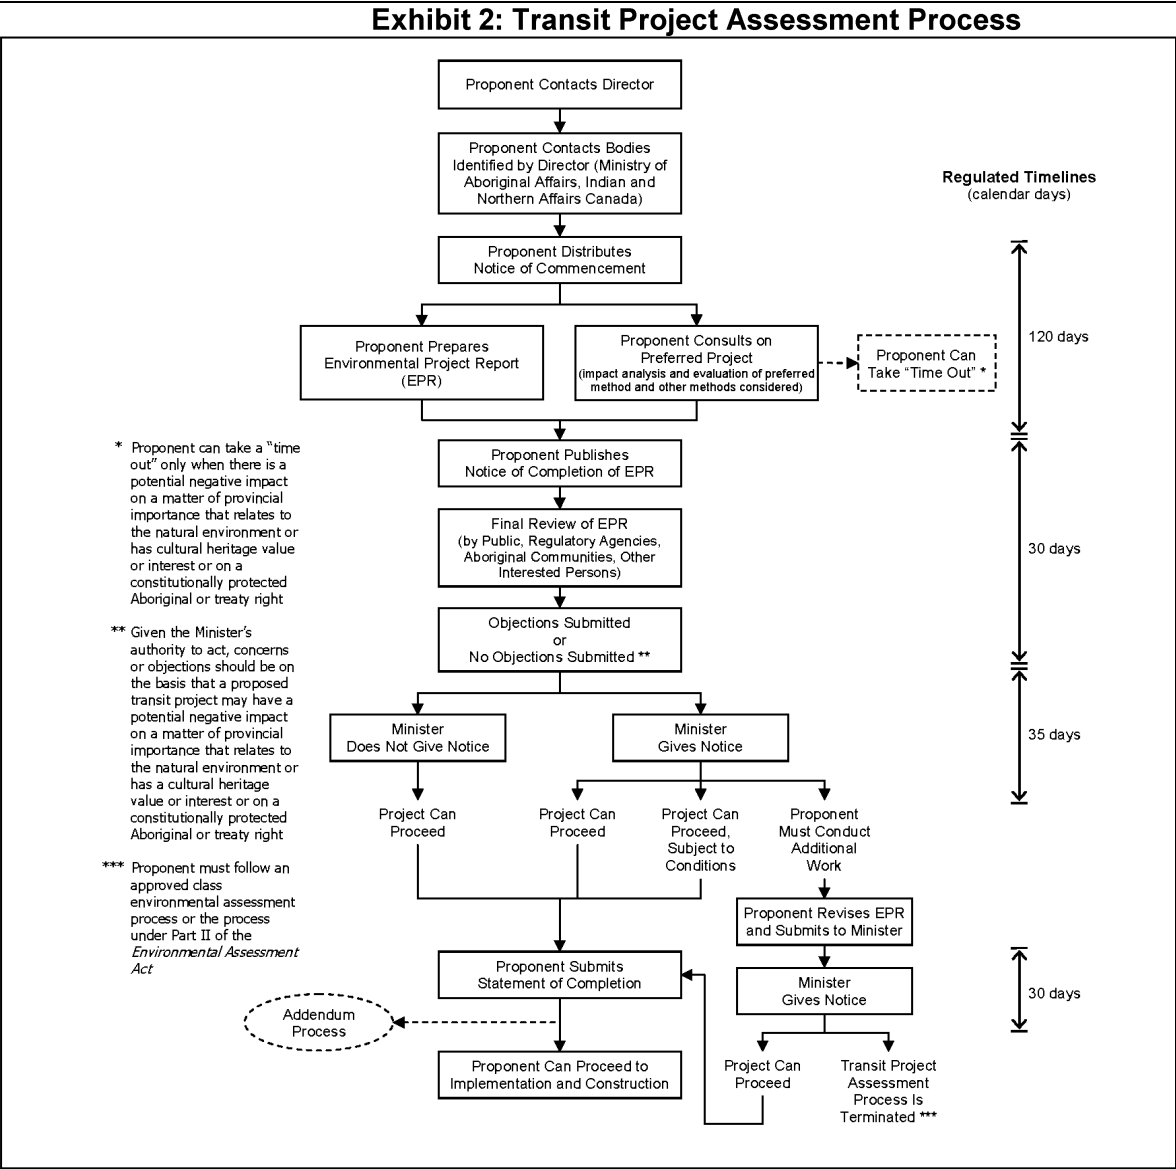 Exhibit 2: Transit Project Assessment Process
Proponent Contacts Director
Proponent Contacts Bodies
Identified by Director (Ministry of
Aboriginal Affairs, Indian and
Northern Affairs Canada)
Regulated Timelines
(calendar days)
Proponent Distributes
Notice of Commencement
Proponent Prepares
Environmental Project Report
(EPR)
Proponent Consults on
Preferred Project
(impact analysis and evaluation of preferred
method and other methods considered)
Proponent Can
Take “Time Out” *
120 days
* Proponent can take a “time
out” only when there is a
potential negative impact
on a matter of provincial
importance that relates to
the natural environment or
has cultural heritage value
or interest or on a
constitutionally protected
Aboriginal or treaty right
Proponent Publishes
Notice of Completion of EPR
Final Review of EPR
(by Public, Regulatory Agencies,
Aboriginal Communities, Other
Interested Persons)
30 days
Objections Submitted
or
No Objections Submitted **
** Given the Minister’s
authority to act, concerns
or objections should be on
the basis that a proposed
transit project may have a
potential negative impact
on a matter of provincial
importance that relates to
the natural environment or
has a cultural heritage
value or interest or on a
constitutionally protected
Aboriginal or treaty right
Minister
Does Not Give Notice
Minister
Gives Notice
35 days
Project Can
Proceed
Project Can
Proceed
Project Can
Proceed,
Subject to
Conditions
Proponent
Must Conduct
Additional
Work
*** Proponent must follow an
approved class
environmental assessment
process or the process
under Part II of the
Environmental Assessment
Act
Proponent Revises EPR
and Submits to Minister
Proponent Submits
Statement of Completion
Minister
Gives Notice
30 days
Addendum
Process
Proponent Can Proceed to
Implementation and Construction
Project Can
Proceed
Transit Project
Assessment
Process Is
Terminated ***